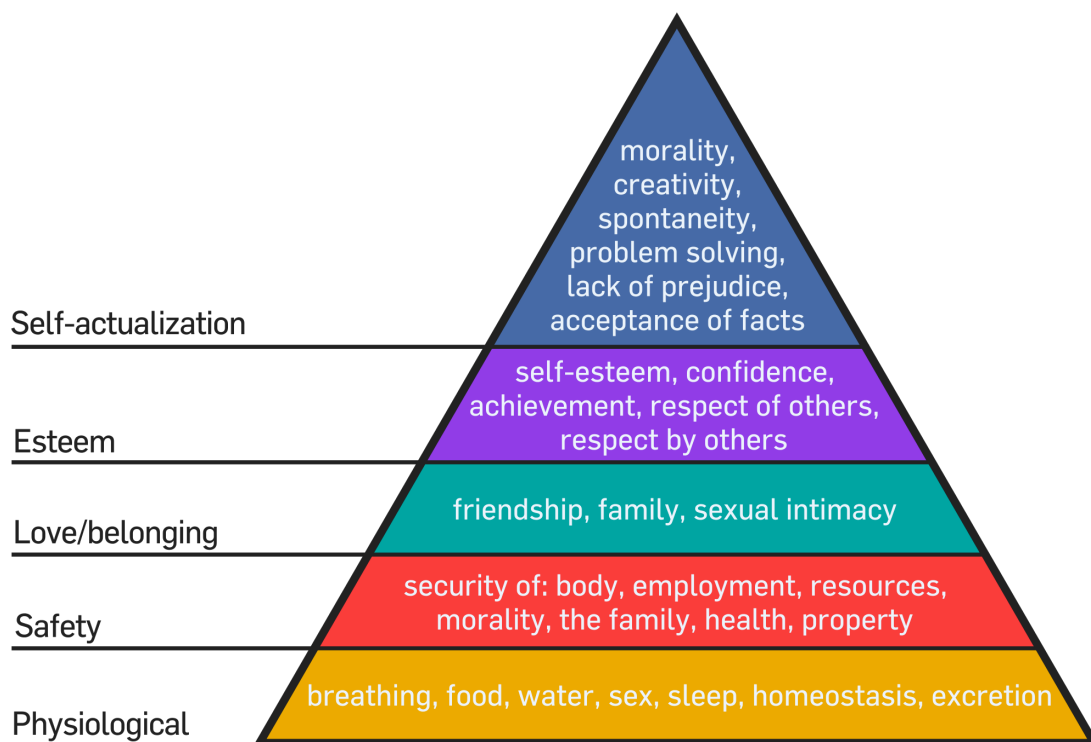 morality,
creativity,
spontaneity,
problem solving,
lack of prejudice,
acceptance of facts
Self-actualization
self-esteem, confidence,
achievement, respect of others,
respect by others
Esteem
friendship, family, sexual intimacy
Love/belonging
security of: body, employment, resources,
morality, the family, health, property
Safety
breathing, food, water, sex, sleep, homeostasis, excretion
Physiological